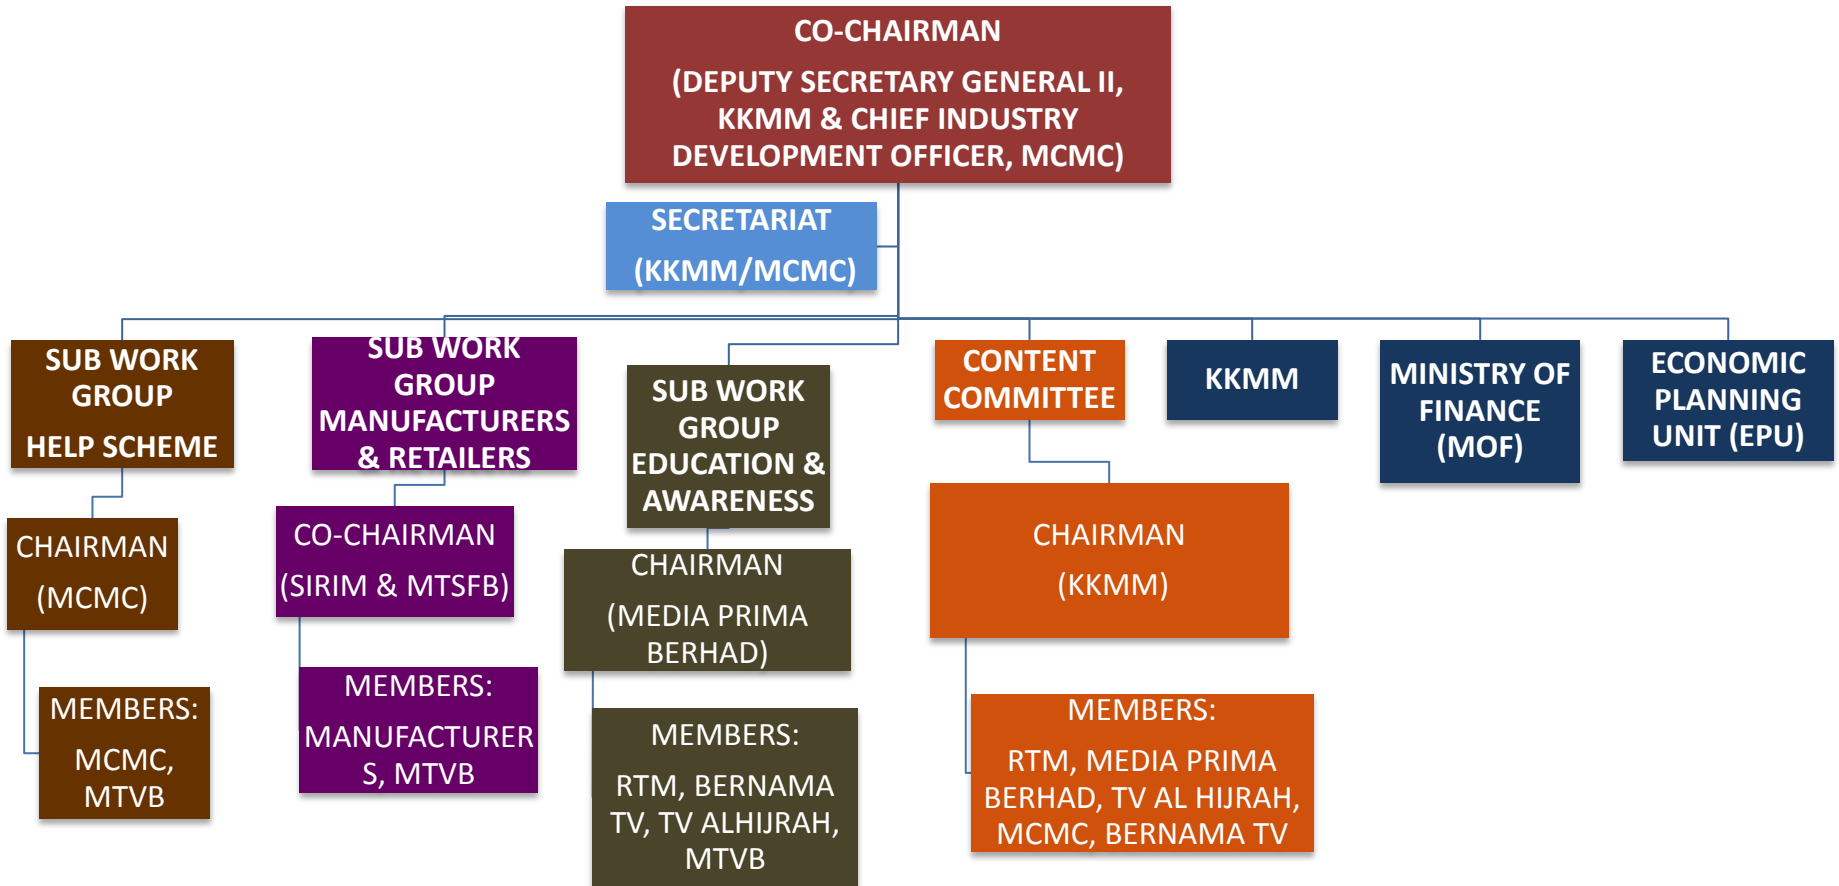 CO-CHAIRMAN
(DEPUTY SECRETARY GENERAL II,
KKMM & CHIEF INDUSTRY
DEVELOPMENT OFFICER, MCMC)
SECRETARIAT
(KKMM/MCMC)
SUB WORK
GROUP
HELP SCHEME
SUB WORK
GROUP
MANUFACTURERS
& RETAILERS
SUB WORK
GROUP
EDUCATION &
AWARENESS
CONTENT
COMMITTEE
KKMM
MINISTRY OF
FINANCE
(MOF)
ECONOMIC
PLANNING
UNIT (EPU)
CHAIRMAN
(MCMC)
CO-CHAIRMAN
(SIRIM & MTSFB)
CHAIRMAN
(MEDIA PRIMA
BERHAD)
CHAIRMAN
(KKMM)
MEMBERS:
MCMC,
MTVB
MEMBERS:
MANUFACTURER
S, MTVB
MEMBERS:
RTM, BERNAMA
TV, TV ALHIJRAH,
MTVB
MEMBERS:
RTM, MEDIA PRIMA
BERHAD, TV AL HIJRAH,
MCMC, BERNAMA TV